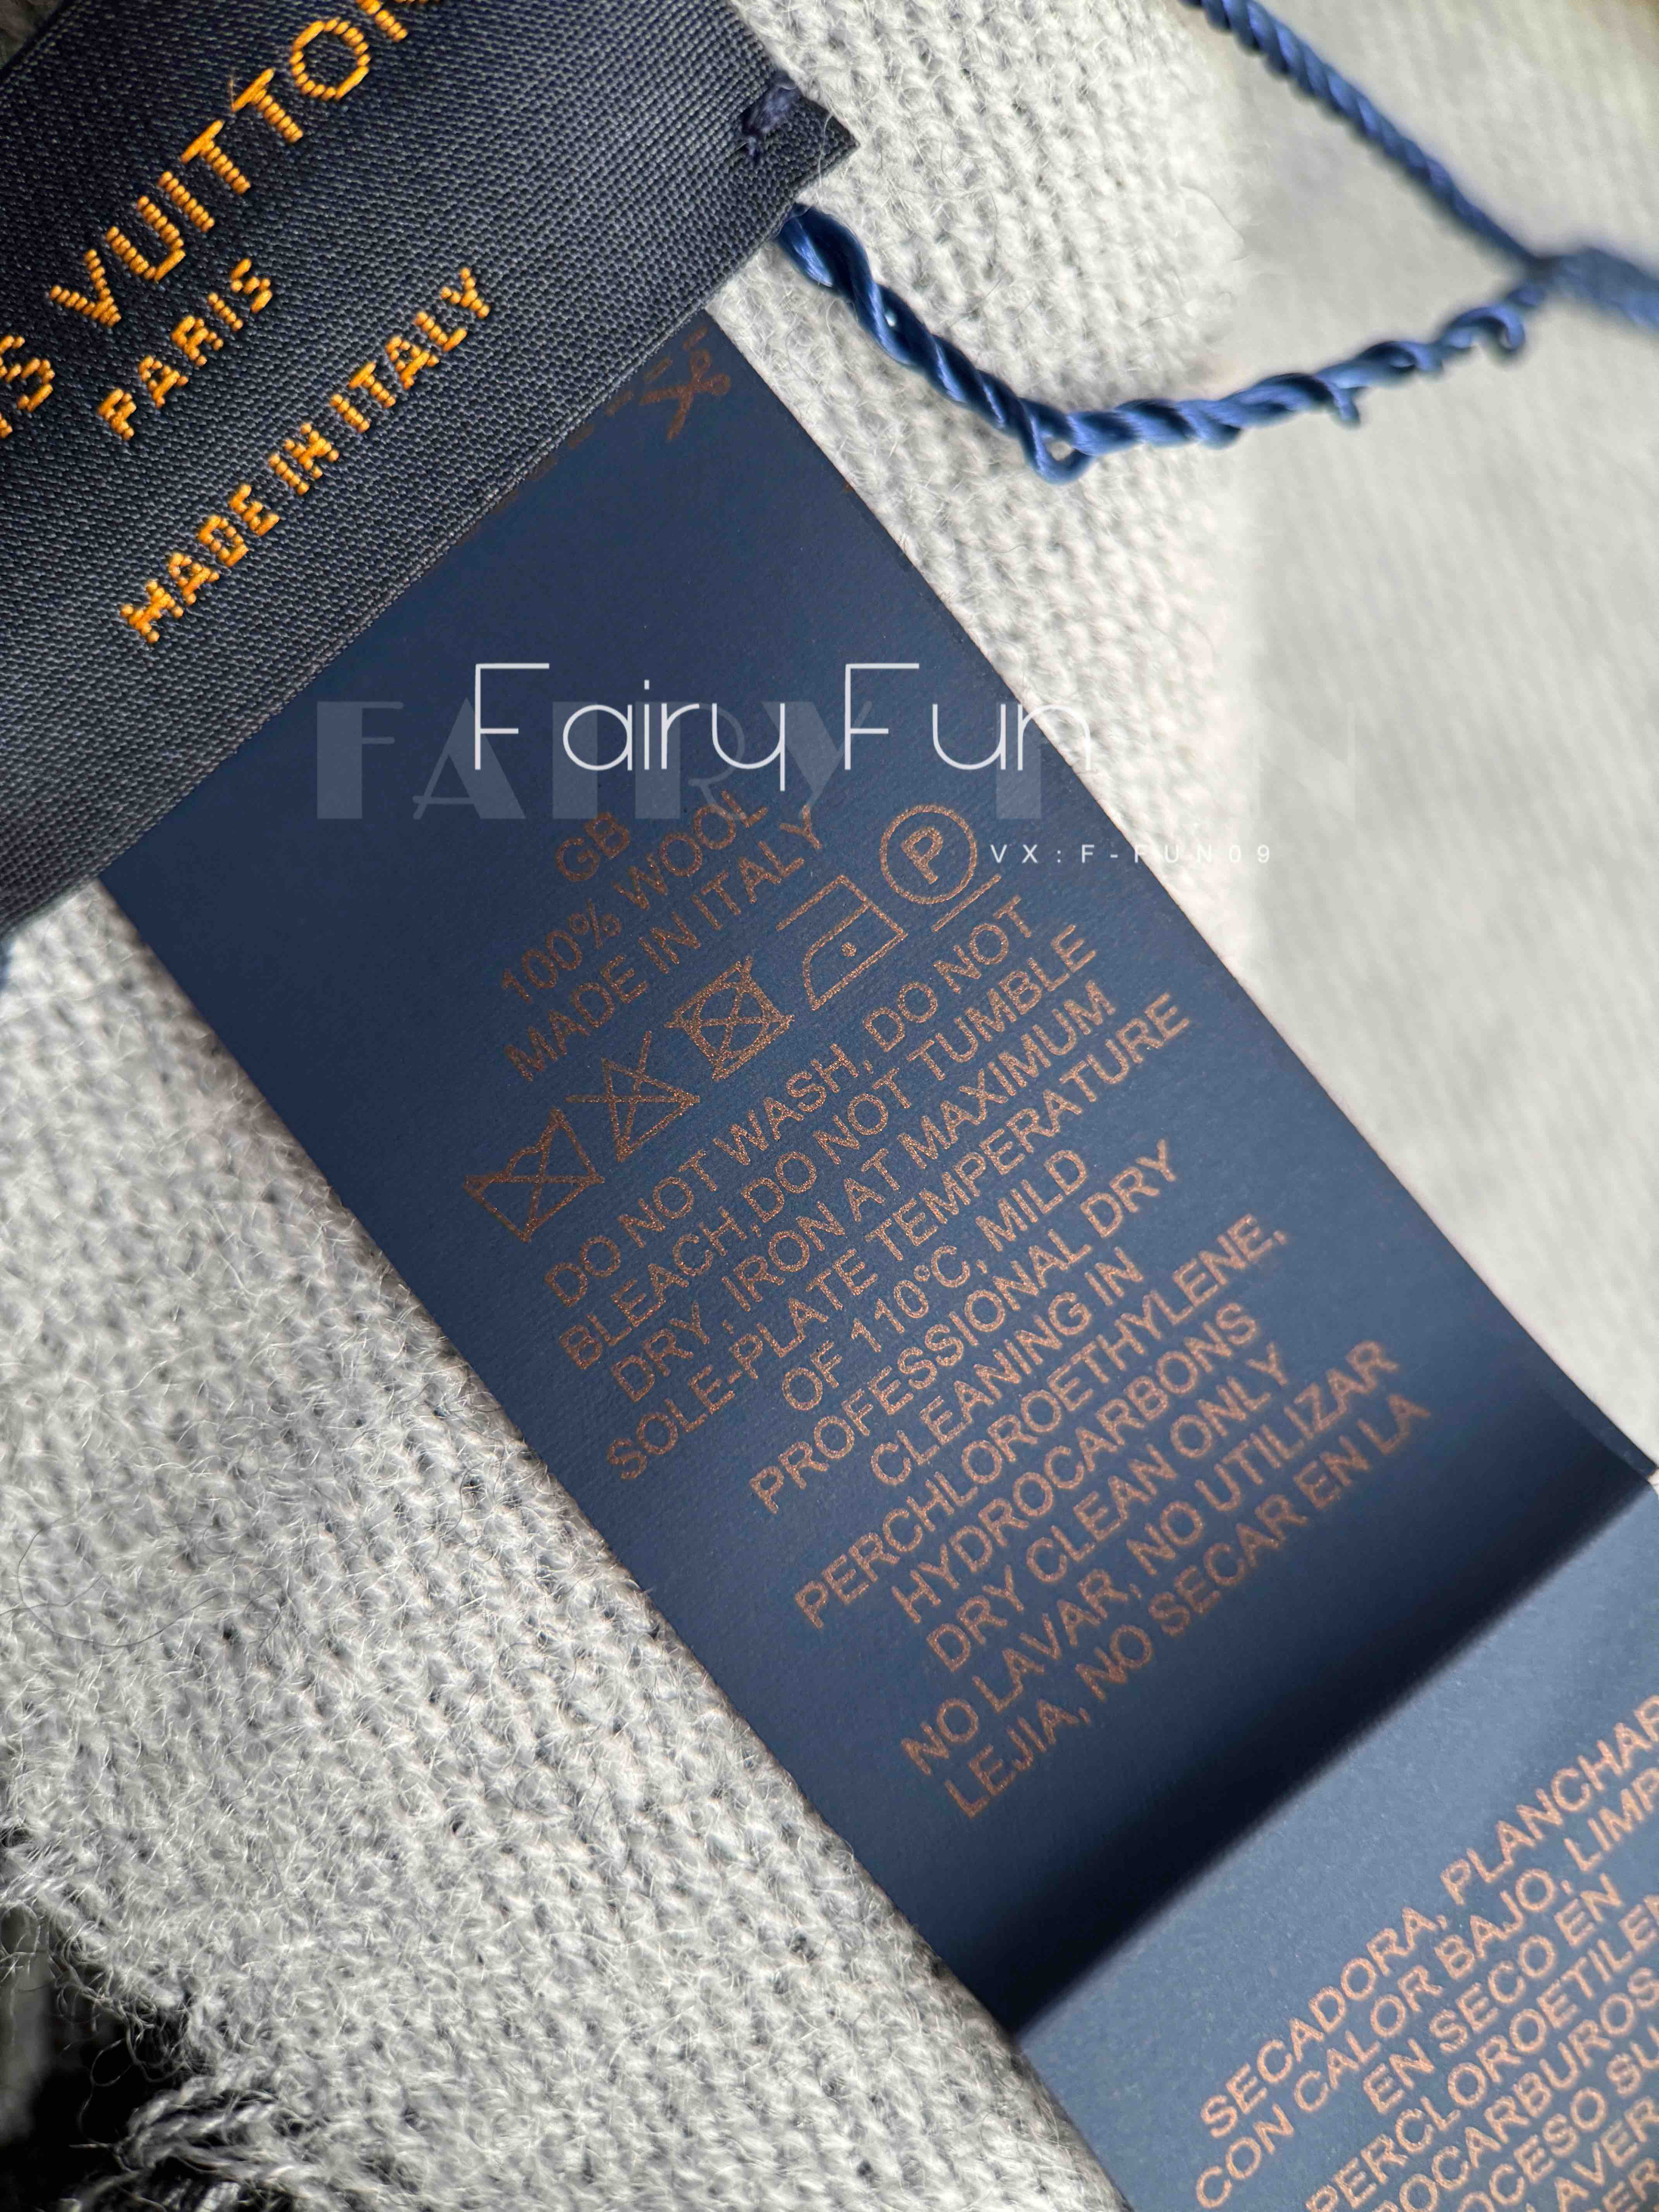 VUITTON
PARIS
MADE IN ITALY
FairyFun
FAIRY FUN
VX:F-FUN09
GB
100% WOOL
MADE IN ITALY
P
DO NOT WASH, DO NOT
BLEACH,DO NOT TUMBLE
DRY , IRON AT MAXIMUM
SOLE-PLATE TEMPERATURE
OF 110°C, MILD
PROFESSIONAL DRY
CLEANING IN
PERCHLOROETHYLENE,
HYDROCARBONS
DRY CLEAN ONLY
NO LAVAR, NO UTILIZAR
LEJIA, NO SECAR EN LA
SECADORA, PLANCHAR
CON CALOR BAJO,
EN SECO EN